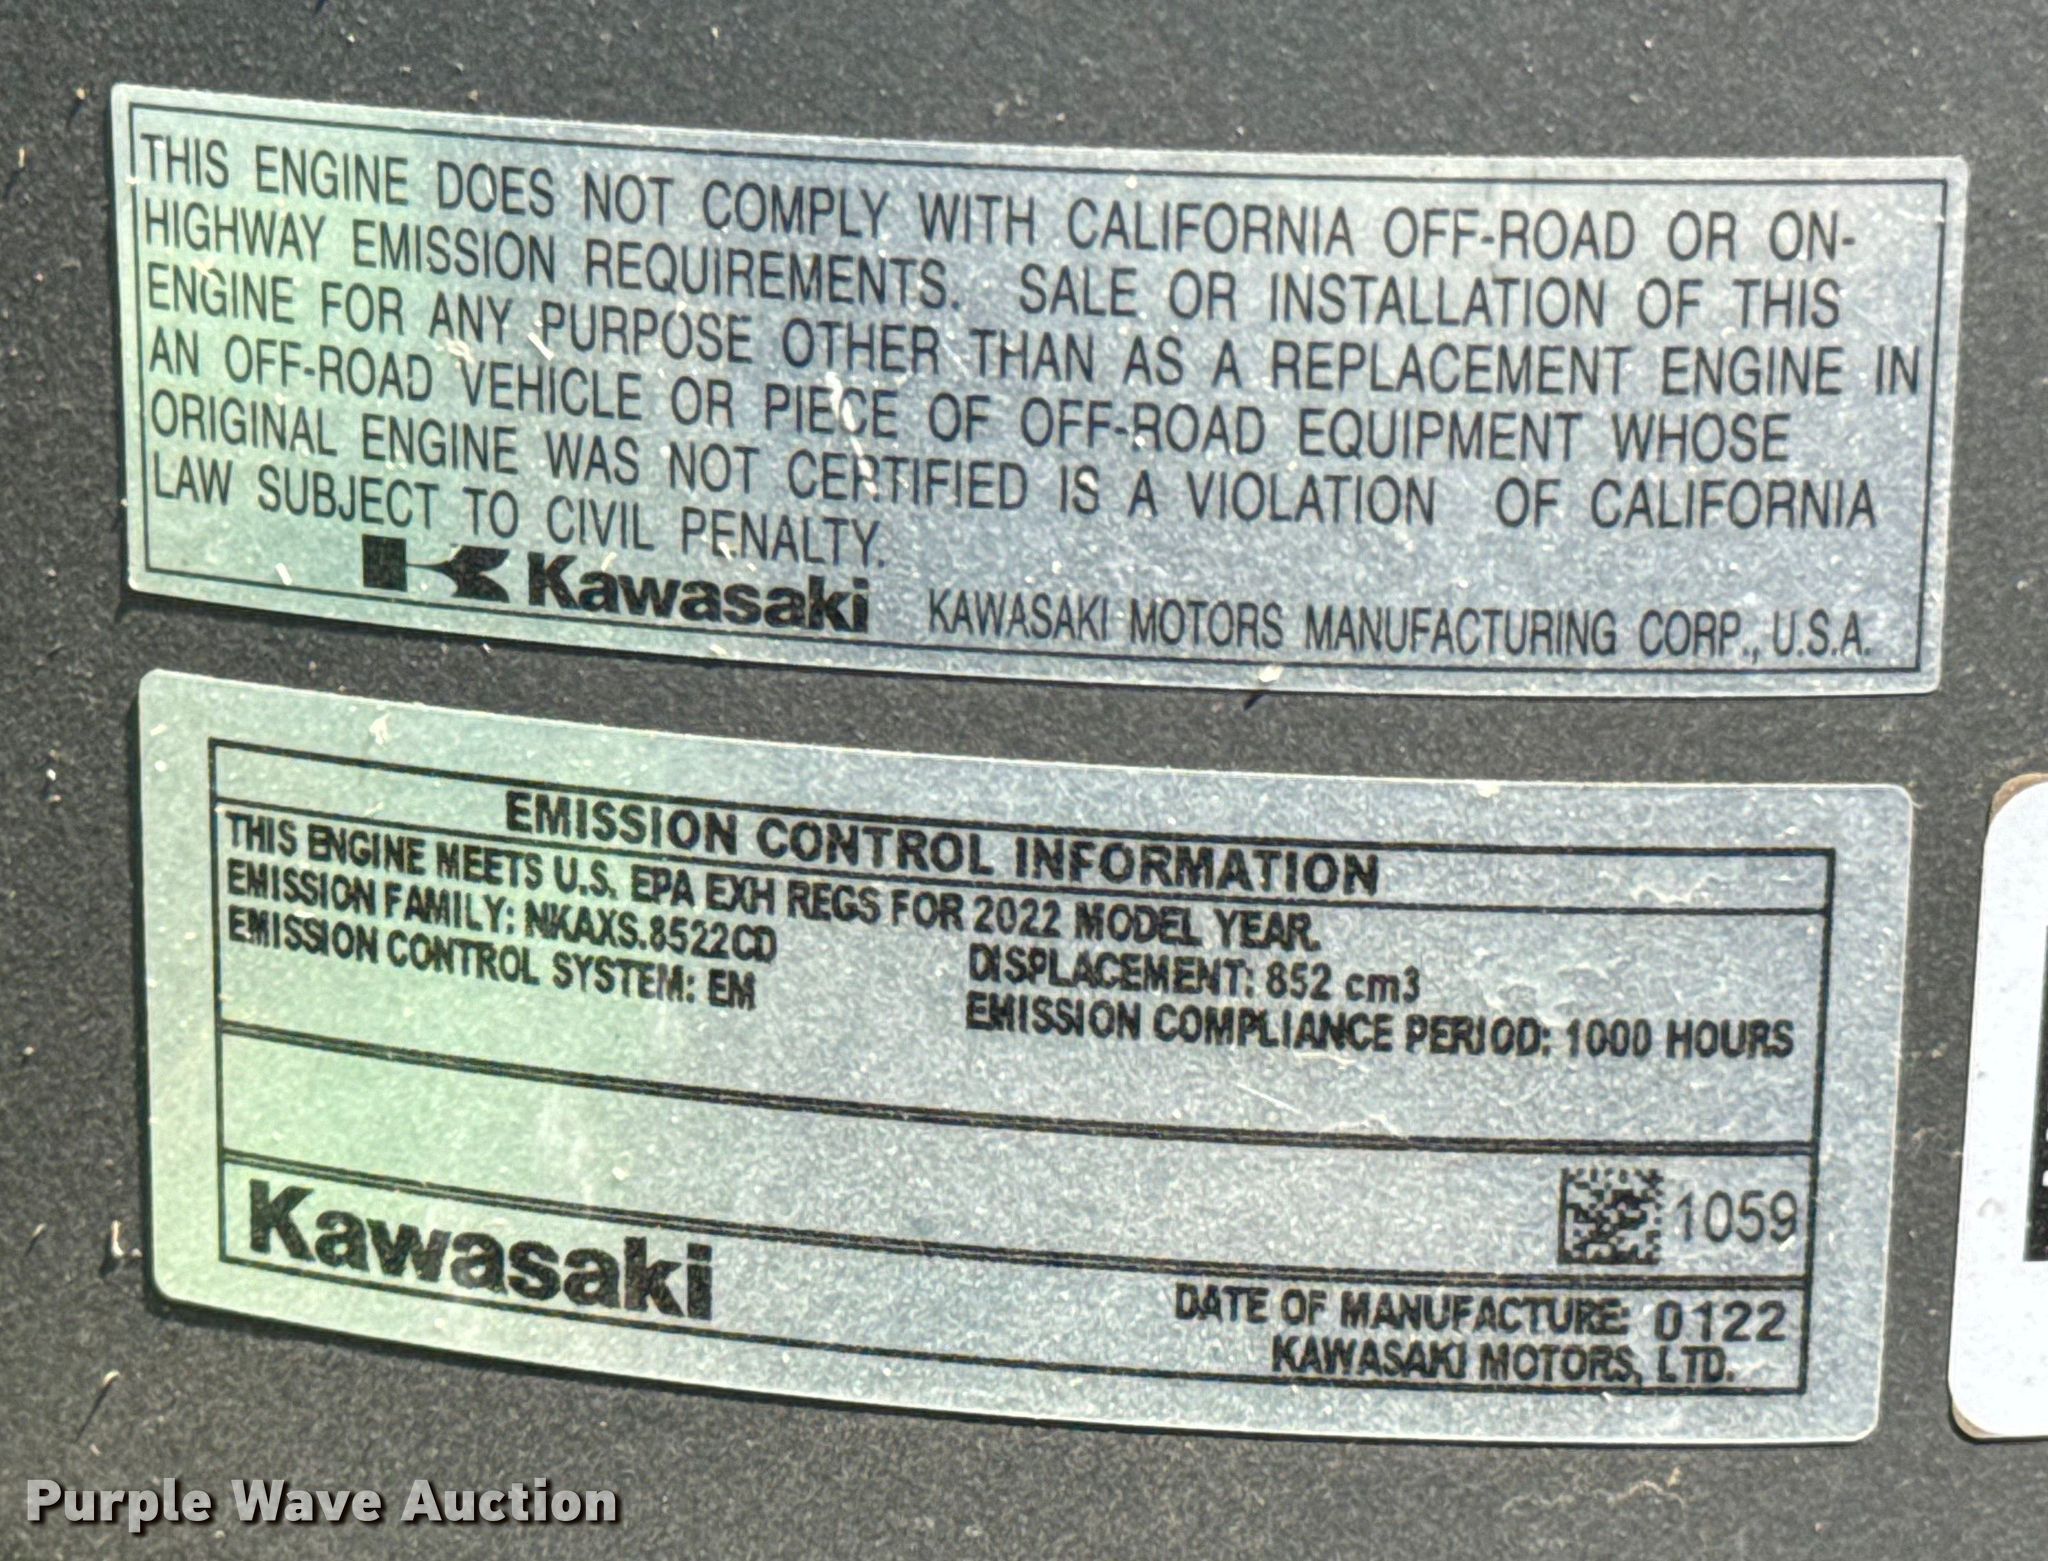 THIS ENGINE DOES NOT COMPLY WITH CALIFORNIA OFF-ROAD OR ON-
HIGHWAY EMISSION REQUIREMENTS. SALE OR INSTALLATION OF THIS
ENGINE FOR ANY PURPOSE OTHER THAN AS A REPLACEMENT ENGINE IN
AN OFF-ROAD VEHICLE OR PIECE OF OFF-ROAD EQUIPMENT WHOSE
ORIGINAL ENGINE WAS NOT CERTIFIED IS A VIOLATION OF CALIFORNIA
LAW SUBJECT TO CIVIL PENALTY.
Kawasaki KAWASAKI MOTORS MANUFACTURING CORP., U.S.A.
EMISSION CONTROL INFORMATION
THIS ENGINE MEETS U.S. EPA EXH REGS FOR 2022 MODEL YEAR.
EMISSION FAMILY: NKAXS.8522CD DISPLACEMENT: 852 cm3
EMISSION CONTROL SYSTEM: EM EMISSION COMPLIANCE PERIOD: 1000 HOURS
1059
Kawasaki DATE OF MANUFACTURE: 0122
KAWASAKI MOTORS, LTD.
Purple Wave Auction